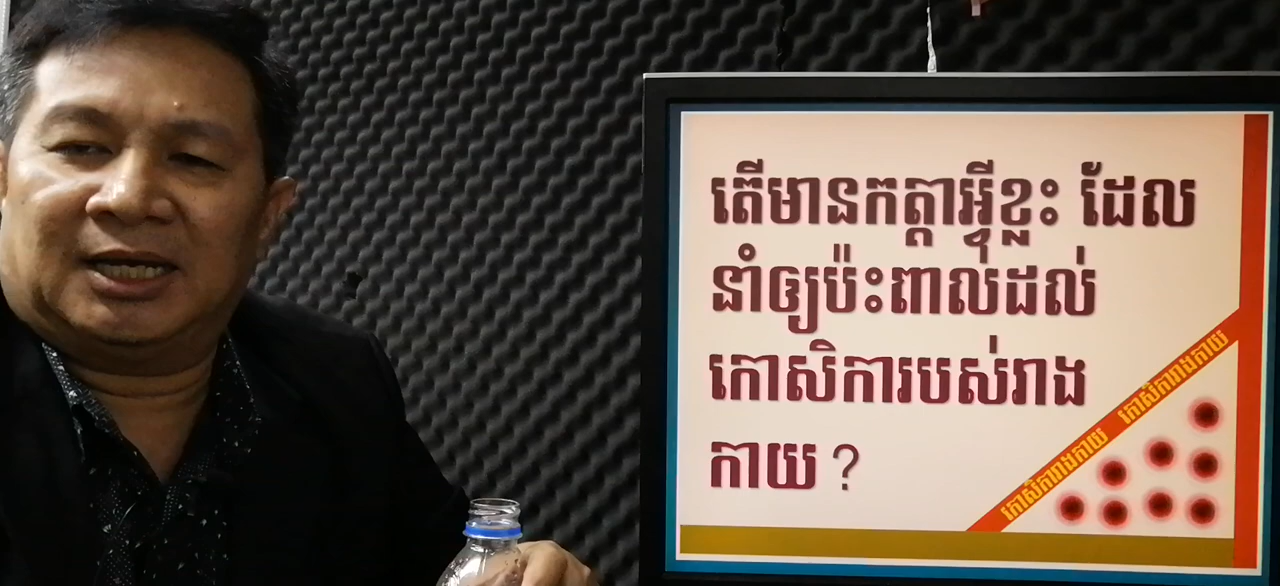 តើមានកត្តាអ្វីខ្លះ ដែល
នាំឲ្យប៉ះពាល់ដល់
កោសិការបស់រាង
កាយ ?
កោសិការាងកាយ កោសិការាងកាយ